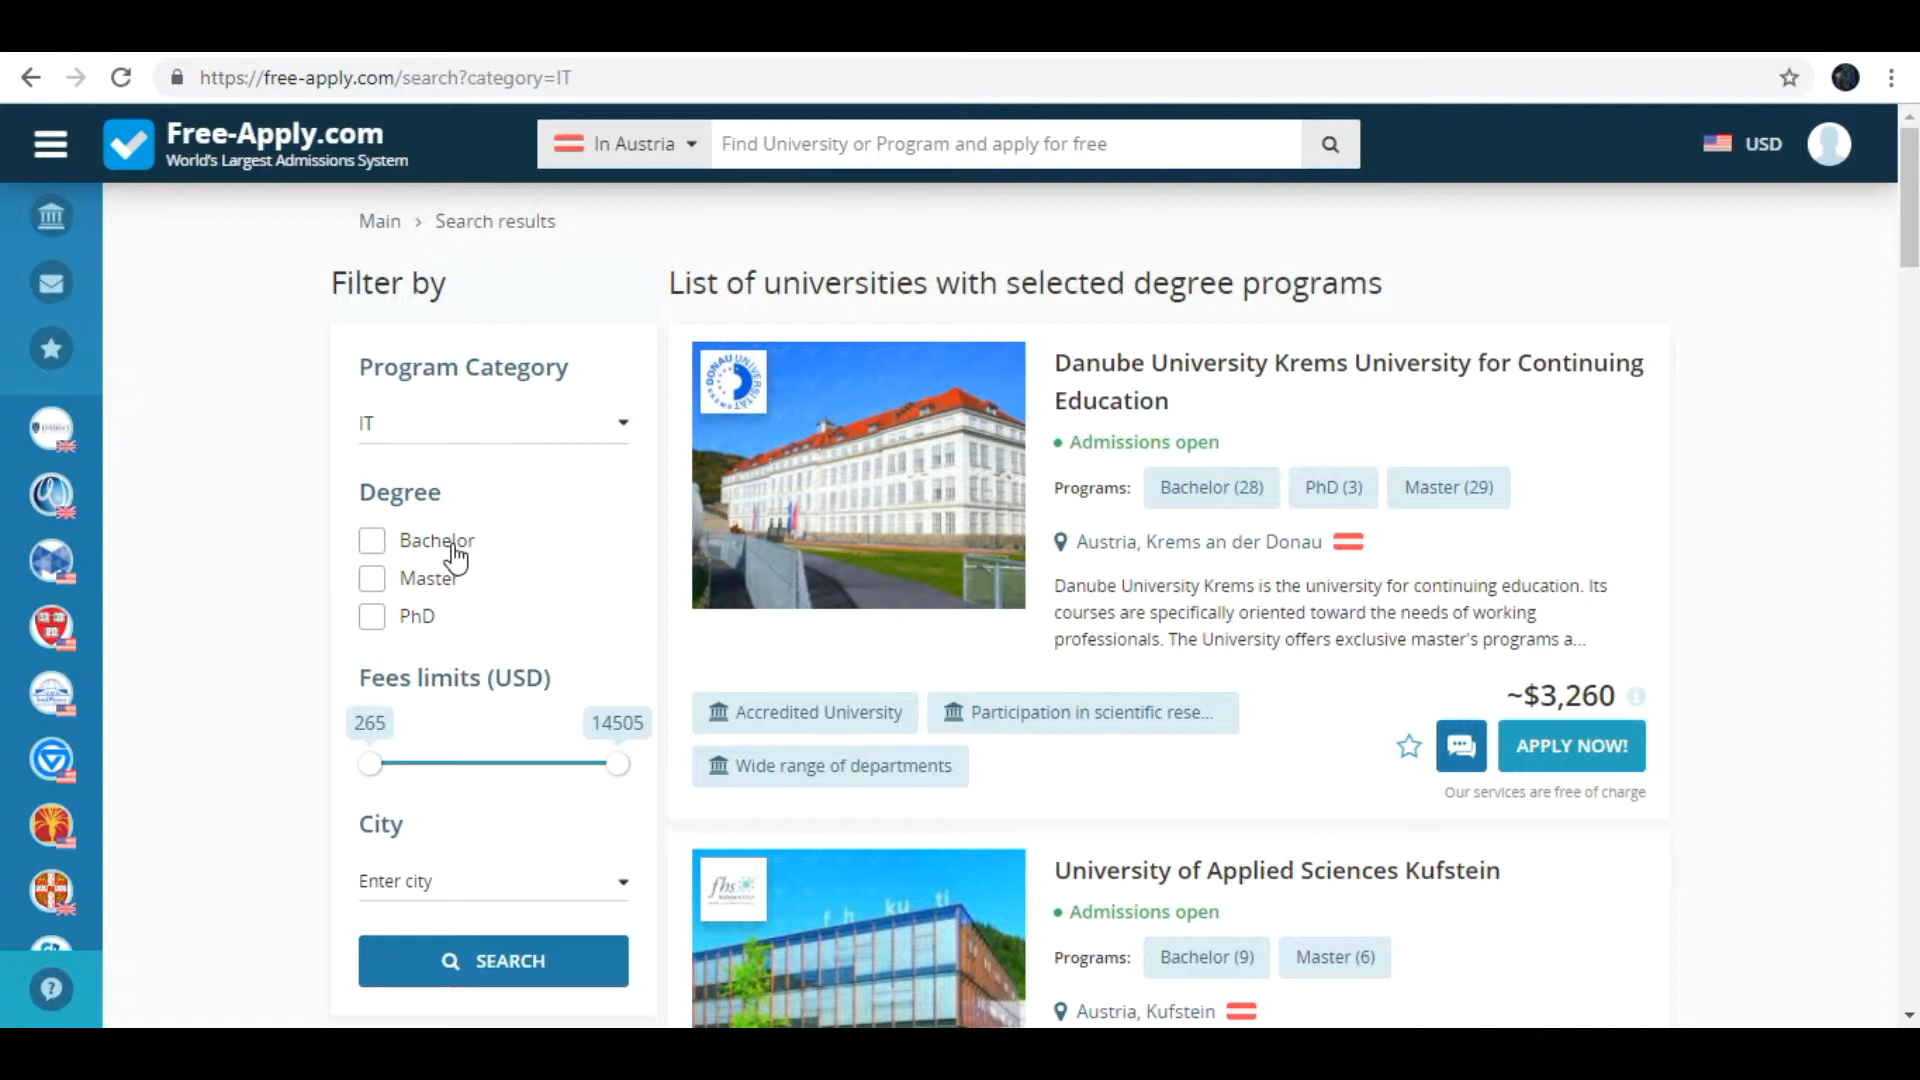 https://free-apply.com/search?category=IT
Free-Apply.com
World's Largest Admissions System
In Austria
Find University or Program and apply for free
USD
Main > Search results
Filter by
List of universities with selected degree programs
Program Category
IT
Degree
Bachelor
Master
PhD
Fees limits (USD)
265
14505
City
Enter city
SEARCH
DONAU UNIVERSITÄT KREMS
Danube University Krems University for Continuing
Education
Admissions open
Programs: Bachelor (28) PhD (3) Master (29)
Austria, Krems an der Donau
Danube University Krems is the university for continuing education. Its
courses are specifically oriented toward the needs of working
professionals. The University offers exclusive master's programs a...
~$3,260
Accredited University
Participation in scientific rese...
Wide range of departments
APPLY NOW!
Our services are free of charge
fhs
fh ku ti
University of Applied Sciences Kufstein
Admissions open
Programs: Bachelor (9) Master (6)
Austria, Kufstein